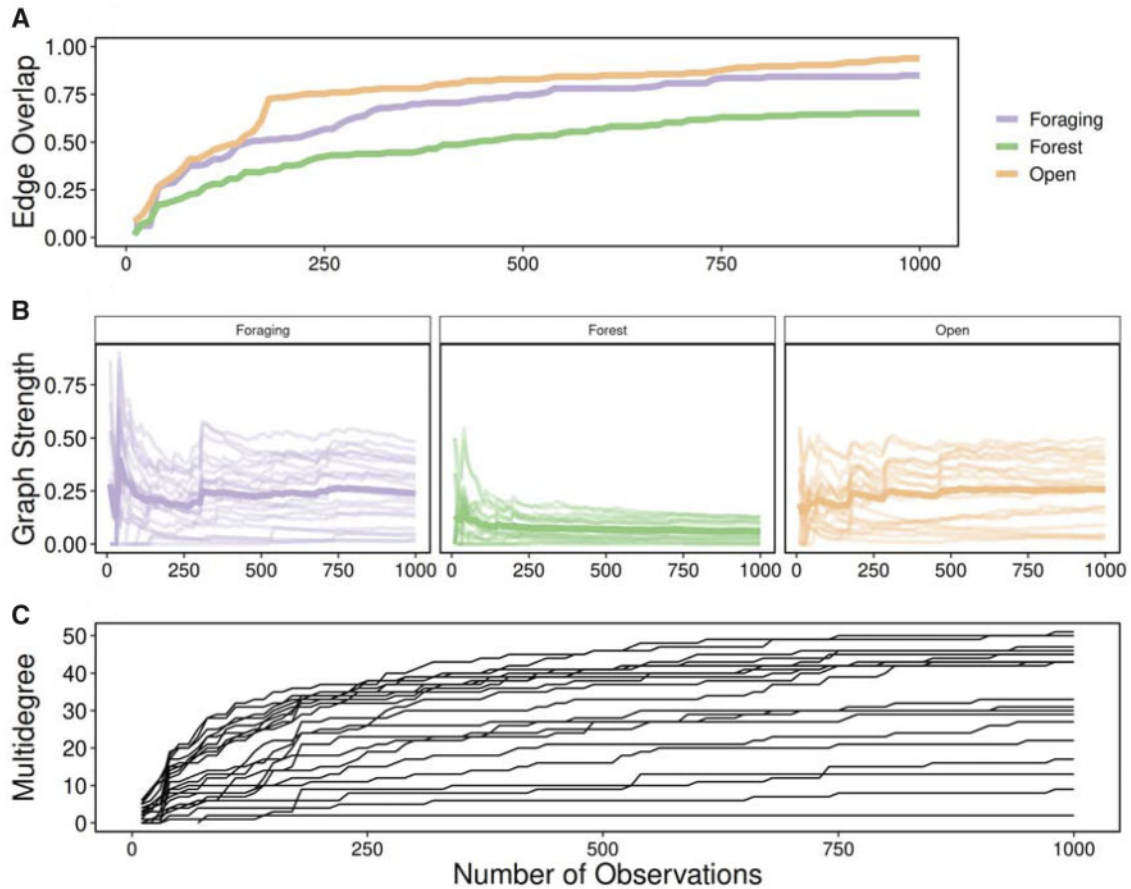 A
Edge Overlap
1.00
0.75
0.50
0.25
0.00
0 250 500 750 1000
Foraging
Forest
Open
B
Foraging Forest Open
Graph Strength
0.75
0.50
0.25
0.00
0 250 500 750 1000 0 250 500 750 1000 0 250 500 750 1000
C
Multidegree
50
40
30
20
10
0
0 250 500 750 1000
Number of Observations